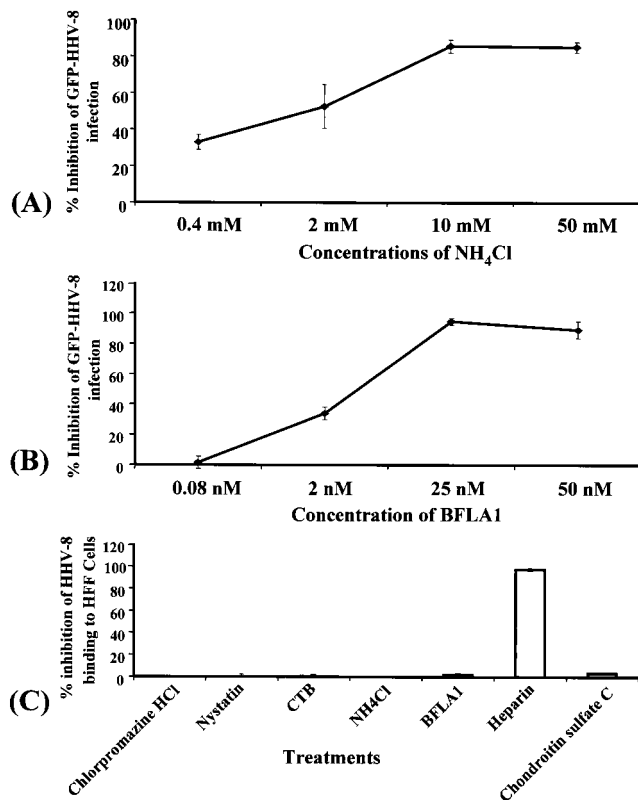 (A)
% Inhibition of GFP-HHV-8
infection
100
80
60
40
20
0
0.4 mM 2 mM 10 mM 50 mM
Concentrations of NH4Cl
(B)
% Inhibition of GFP-HHV-8
infection
120
100
80
60
40
20
0
0.08 nM 2 nM 25 nM 50 nM
Concentration of BFLA1
(C)
% inhibition of HHV-8
binding to HFF Cells
120
100
80
60
40
20
0
Chlorpromazine HCl
Nystatin
CTB
NH4Cl
BFLA1
Heparin
Chondroitin sulfate C
Treatments